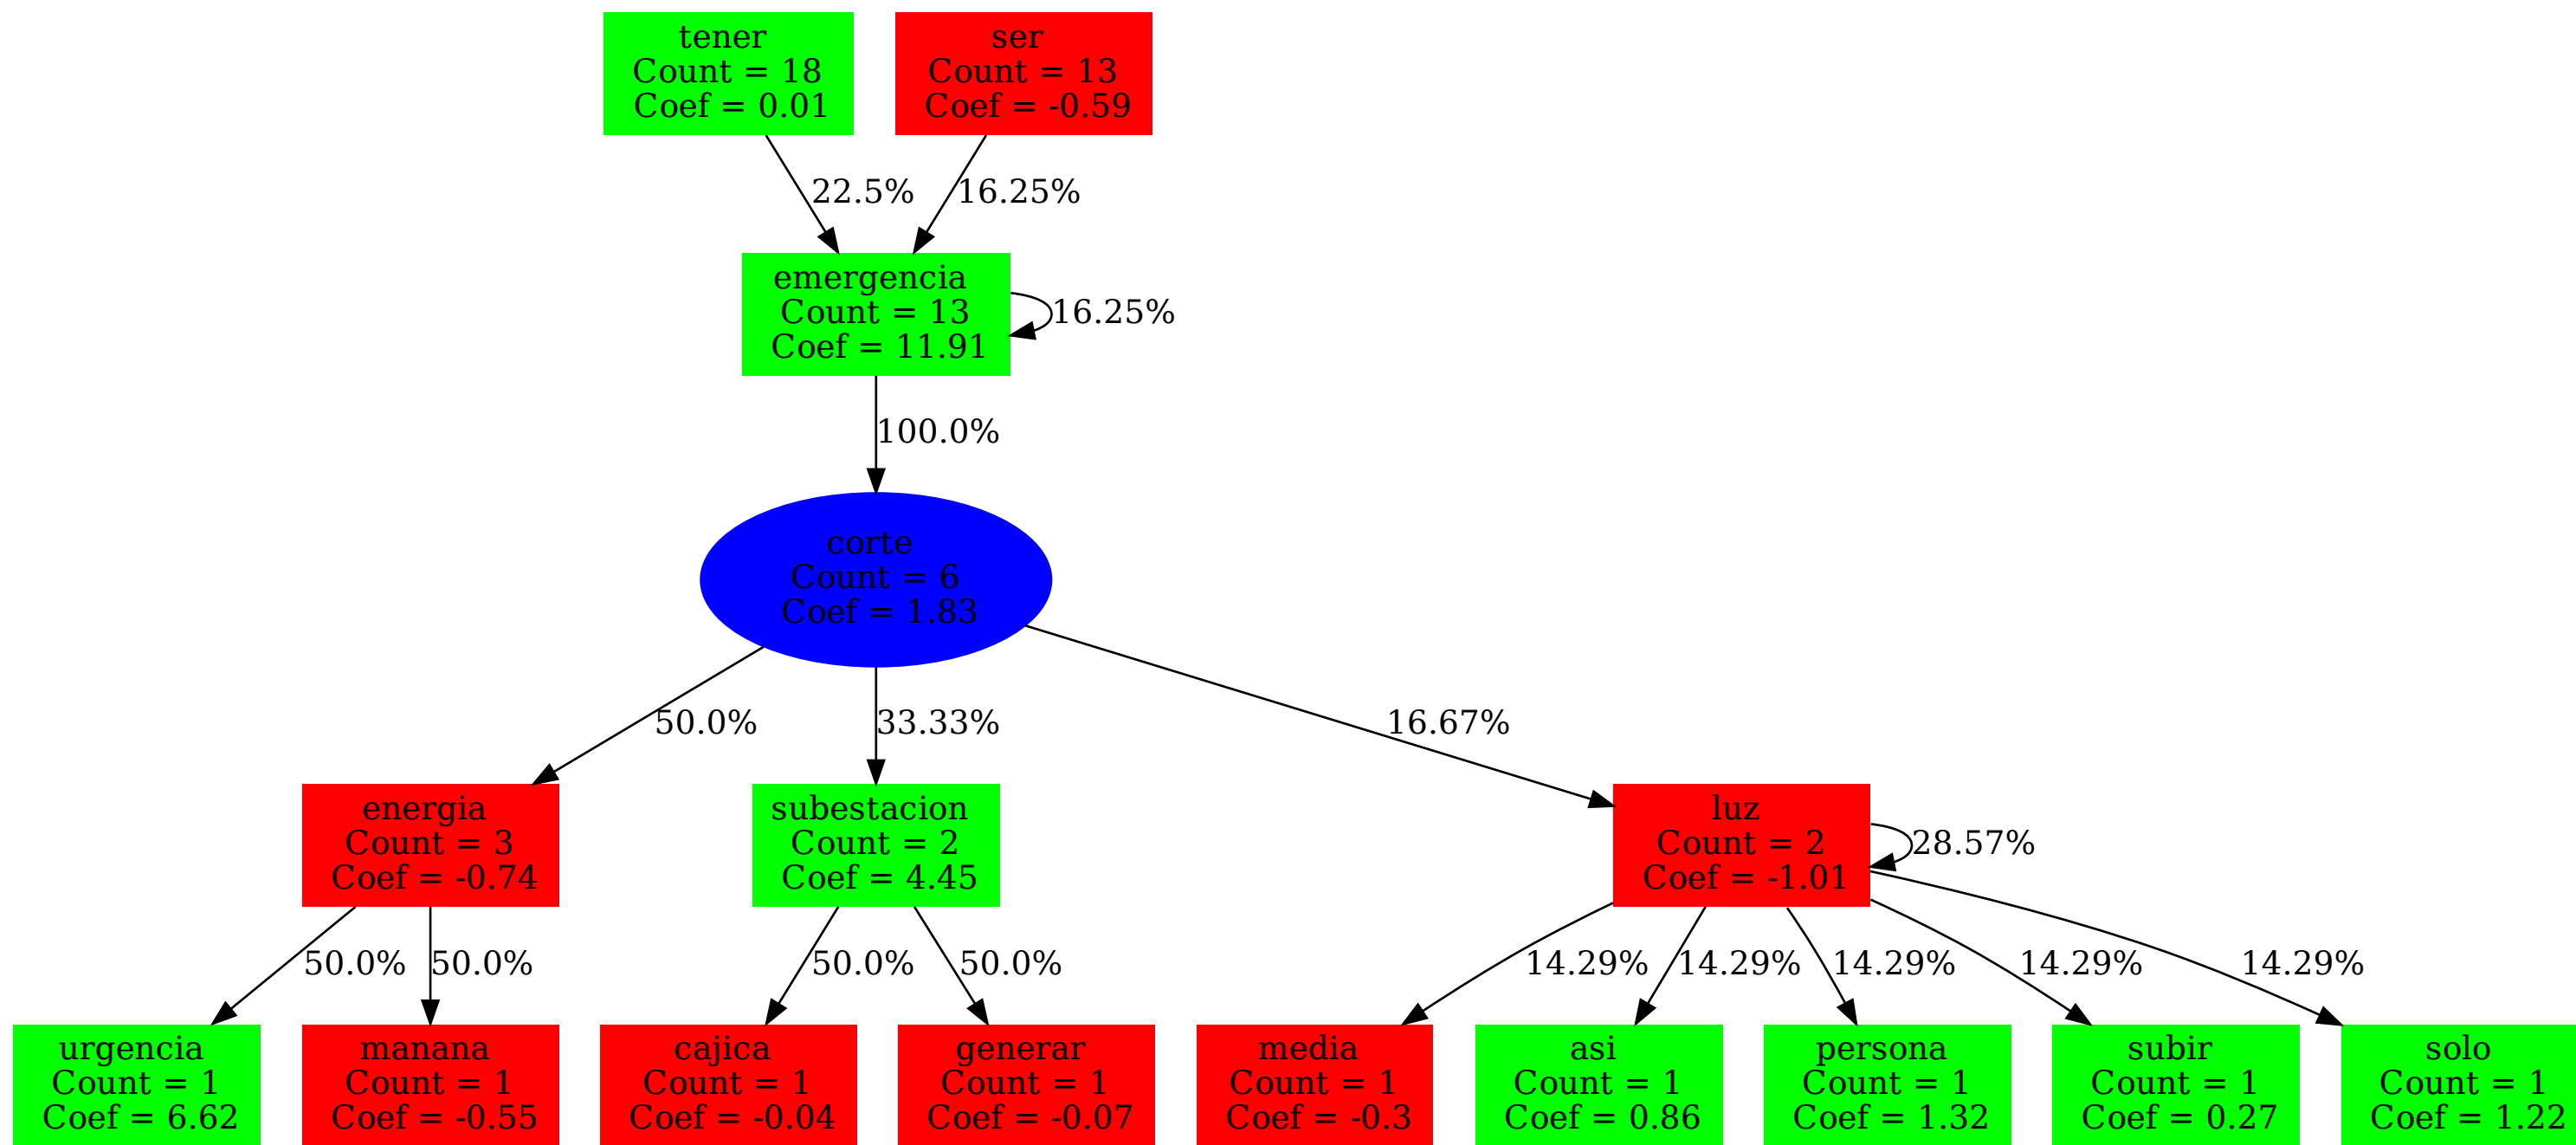 tener
Count = 18
Coef = 0.01
ser
Count = 13
Coef = -0.59
22.5%
16.25%
emergencia
Count = 13
Coef = 11.91
16.25%
100.0%
corte
Count = 6
Coef = 1.83
50.0%
33.33%
16.67%
energia
Count = 3
Coef = -0.74
subestacion
Count = 2
Coef = 4.45
luz
Count = 2
Coef = -1.01
28.57%
50.0%
50.0%
50.0%
50.0%
14.29%
14.29%
14.29%
14.29%
14.29%
urgencia
Count = 1
Coef = 6.62
manana
Count = 1
Coef = -0.55
cajica
Count = 1
Coef = -0.04
generar
Count = 1
Coef = -0.07
media
Count = 1
Coef = -0.3
asi
Count = 1
Coef = 0.86
persona
Count = 1
Coef = 1.32
subir
Count = 1
Coef = 0.27
solo
Count = 1
Coef = 1.22